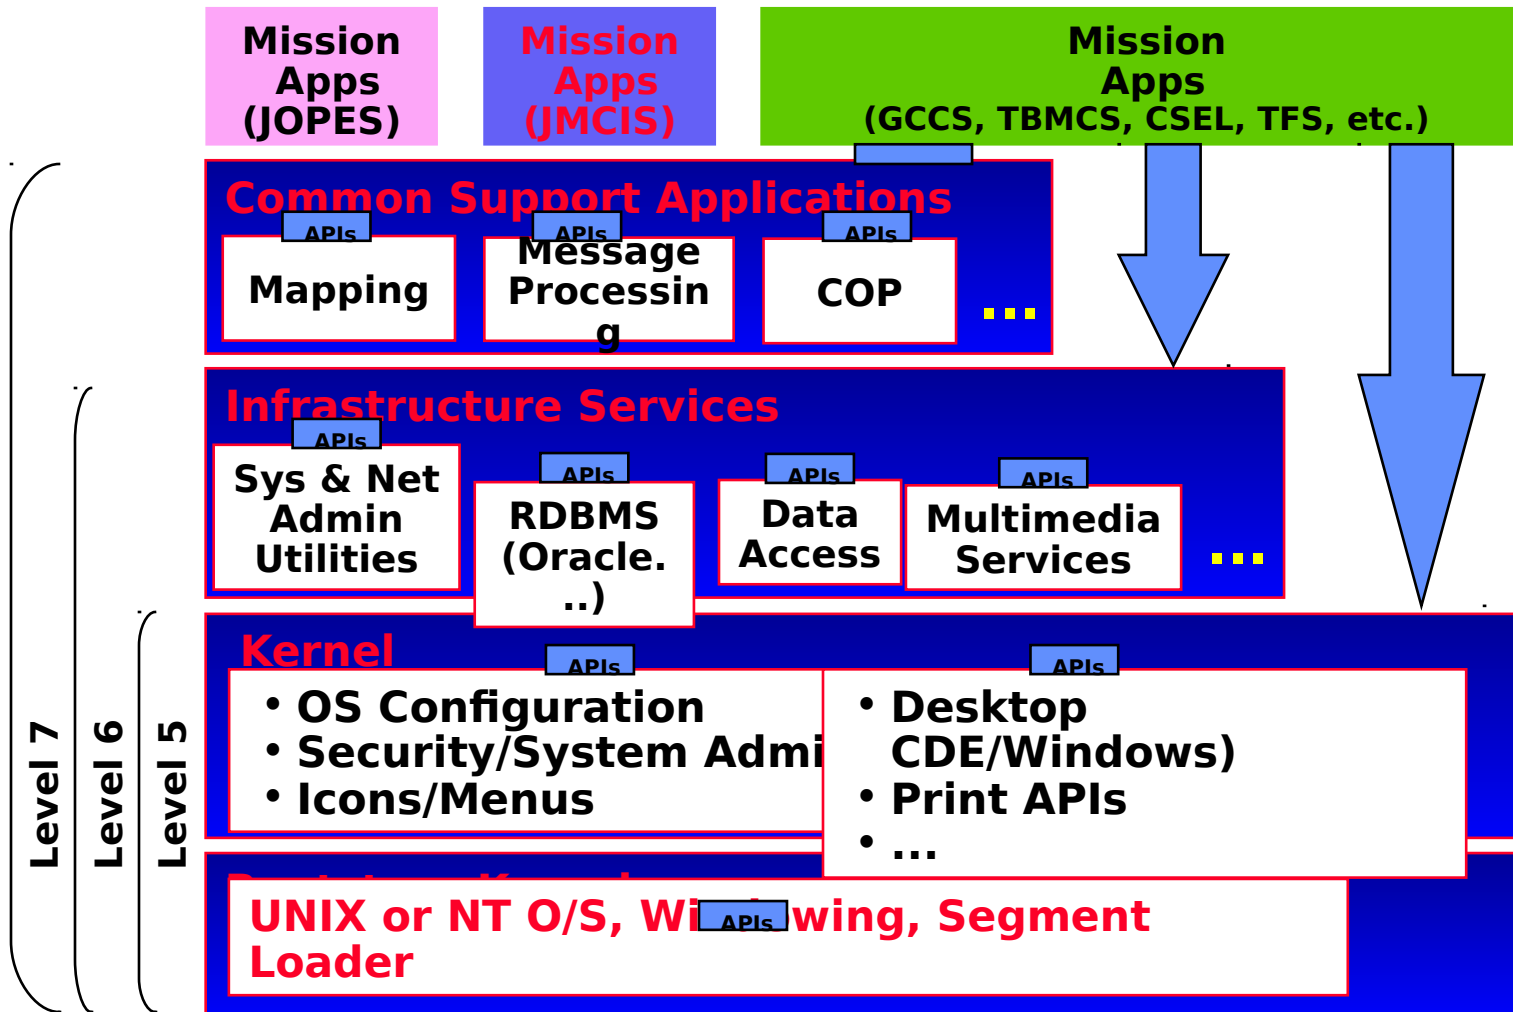 Mission
Apps
(JOPES)
Mission
Apps
(JMCIS)
Mission
Apps
(GCCS, TBMCS, CSEL, TFS, etc.)
Common Support Applications
APIs
APIs
APIs
Mapping
Message
Processin
g
COP
...
Infrastructure Services
APIs
APIs
APIs
APIs
Sys & Net
Admin
Utilities
RDBMS
(Oracle.
..)
Data
Access
Multimedia
Services
...
Kernel
APIs
APIs
• OS Configuration
• Security/System Admi
• Icons/Menus
• Desktop
CDE/Windows)
• Print APIs
• ...
UNIX or NT O/S, Windowing, Segment
Loader
APIs
Level 7
Level 6
Level 5